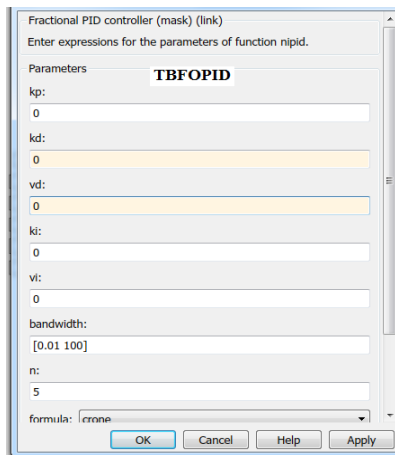 Fractional PID controller (mask) (link)
Enter expressions for the parameters of function nipid.
Parameters
TBFOPID
kp:
0
kd:
0
vd:
0
ki:
0
vi:
0
bandwidth:
[0.01 100]
n:
5
formula: crone
OK Cancel Help Apply